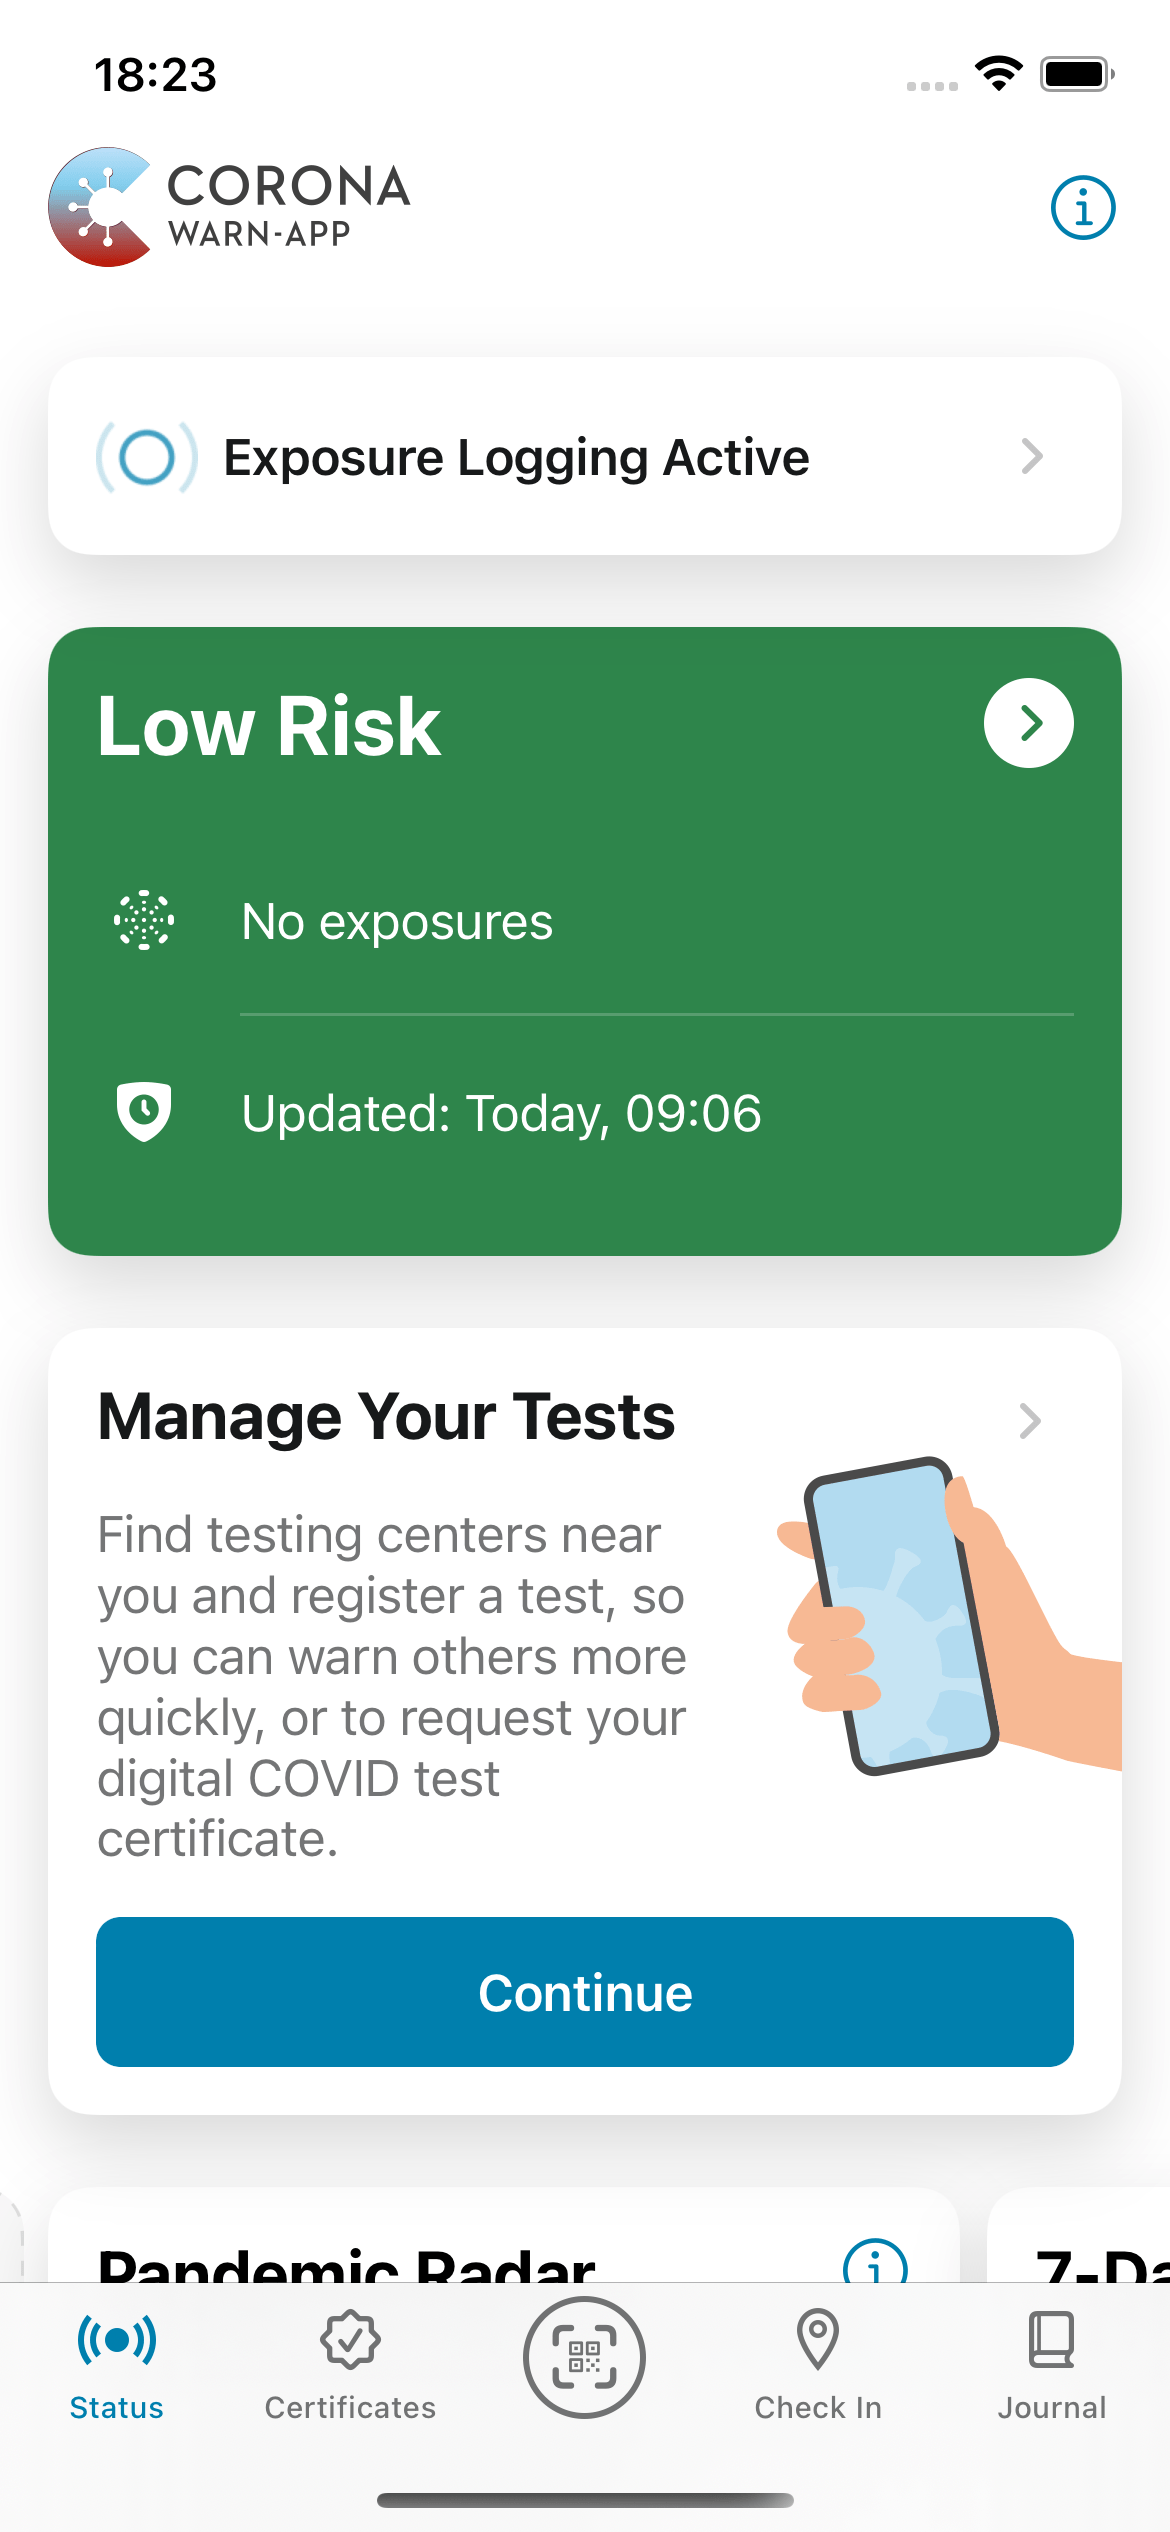 18:23
CORONA
WARN-APP
Exposure Logging Active
Low Risk
No exposures
Updated: Today, 09:06
Manage Your Tests
Find testing centers near
you and register a test, so
you can warn others more
quickly, or to request your
digital COVID test
certificate.
Continue
Pandemic Radar
7-Da
Status
Certificates
Check In
Journal